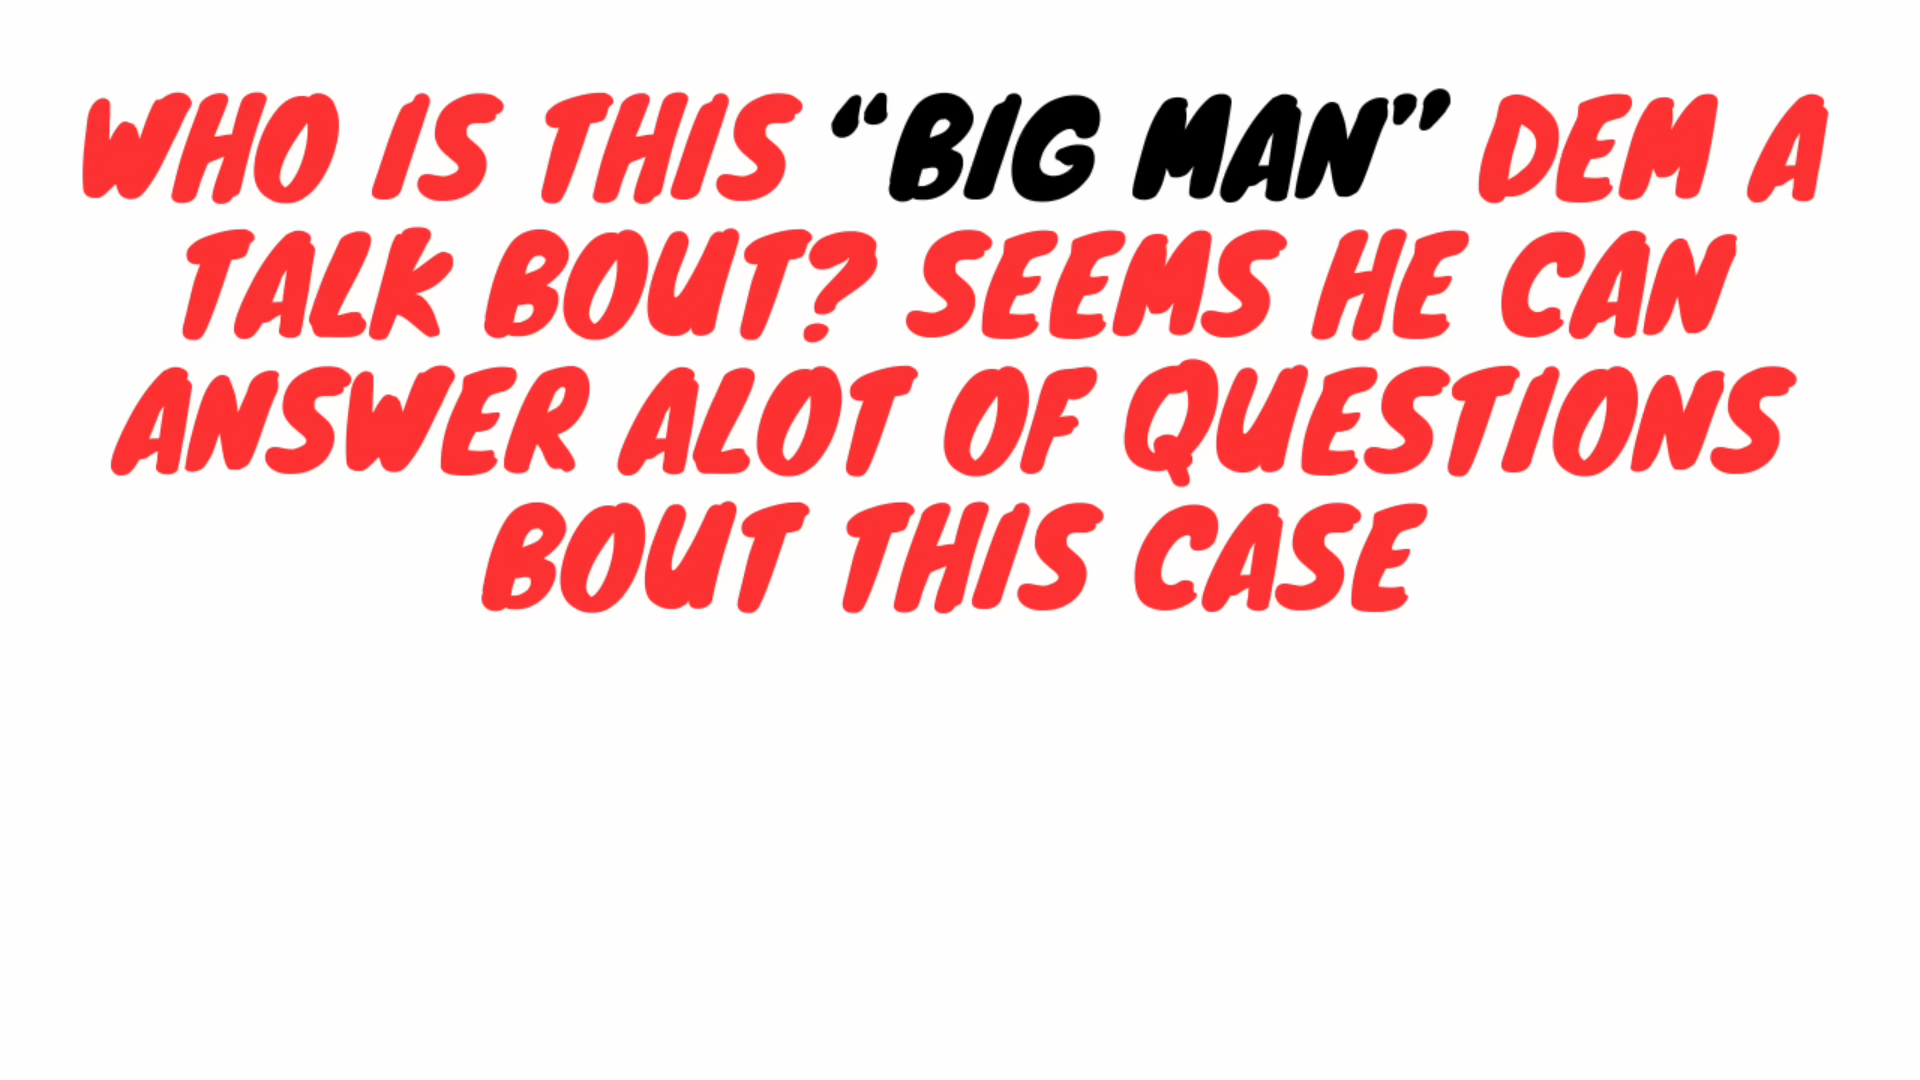 WHO IS THIS “BIG MAN” DEM A
TALK BOUT? SEEMS HE CAN
ANSWER ALOT OF QUESTIONS
BOUT THIS CASE